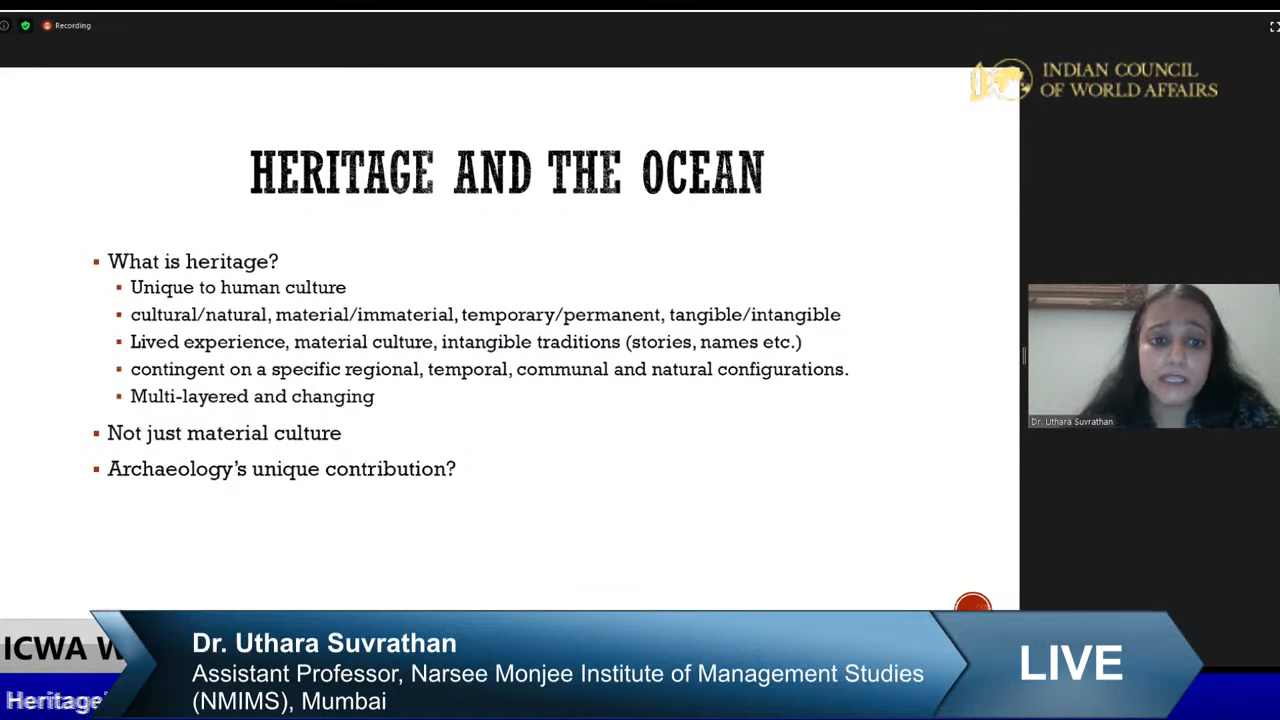 Recording
INDIAN COUNCIL
OF WORLD AFFAIRS
HERITAGE AND THE OCEAN
What is heritage?
Unique to human culture
cultural/natural, material/immaterial, temporary/permanent, tangible/intangible
Lived experience, material culture, intangible traditions (stories, names etc.)
contingent on a specific regional, temporal, communal and natural configurations.
Multi-layered and changing
Not just material culture
Archaeology's unique contribution?
Dr. Uthara Suvrathan
Dr. Uthara Suvrathan
Assistant Professor, Narsee Monjee Institute of Management Studies
(NMIMS), Mumbai
LIVE
ICWA W
Heritage